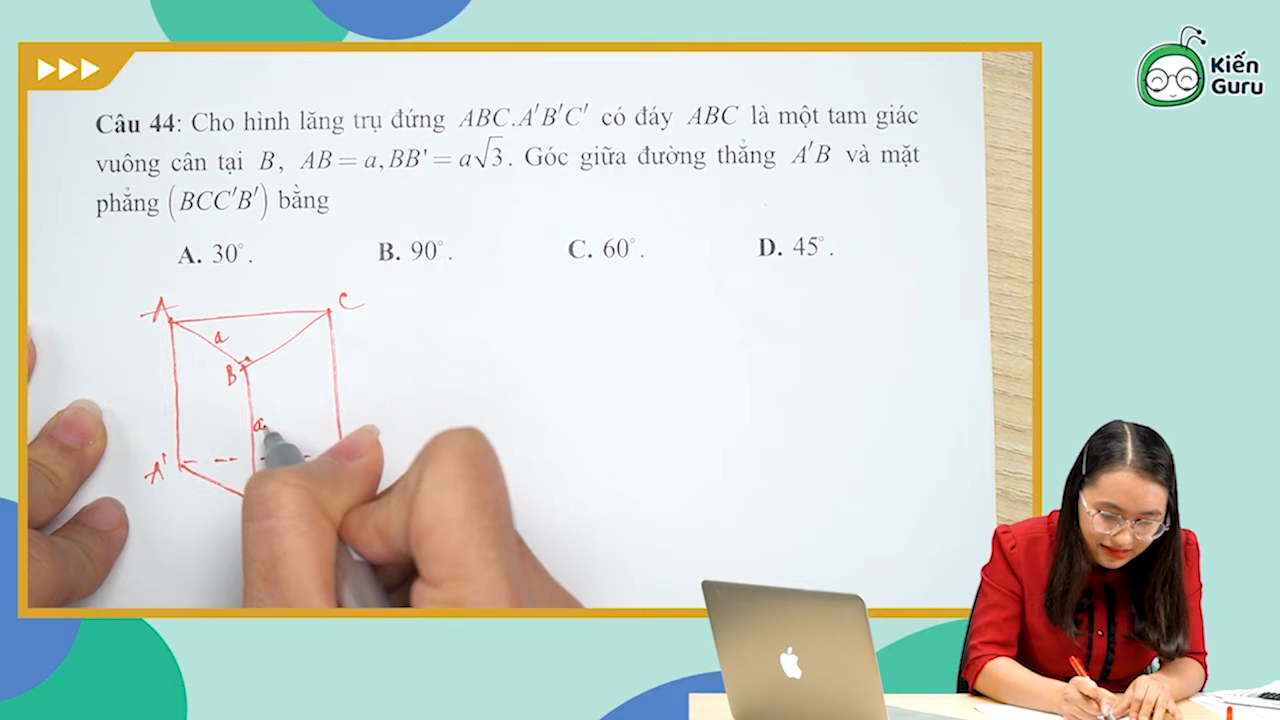 Kiến
Guru
Câu 44: Cho hình lăng trụ đứng ABC.A'B'C' có đáy ABC là một tam giác
vuông cân tại B, AB = a, BB' = a√3. Góc giữa đường thẳng A'B và mặt
phẳng (BCC'B') bằng
A. 30°. B. 90°. C. 60°. D. 45°.
A C
a
B
a
A'